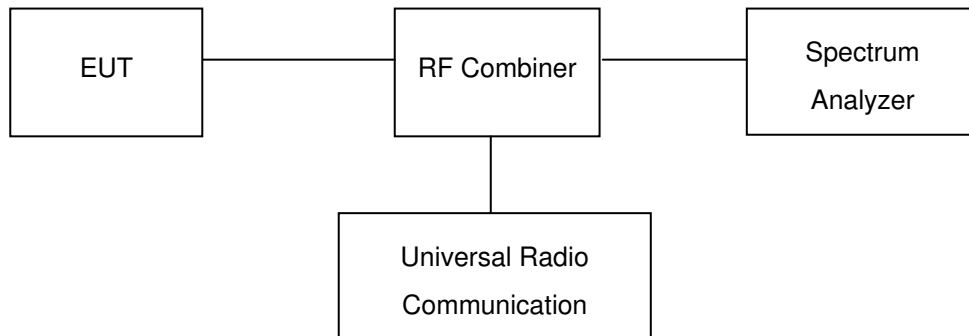 EUT
RF Combiner
Spectrum
Analyzer
Universal Radio
Communication